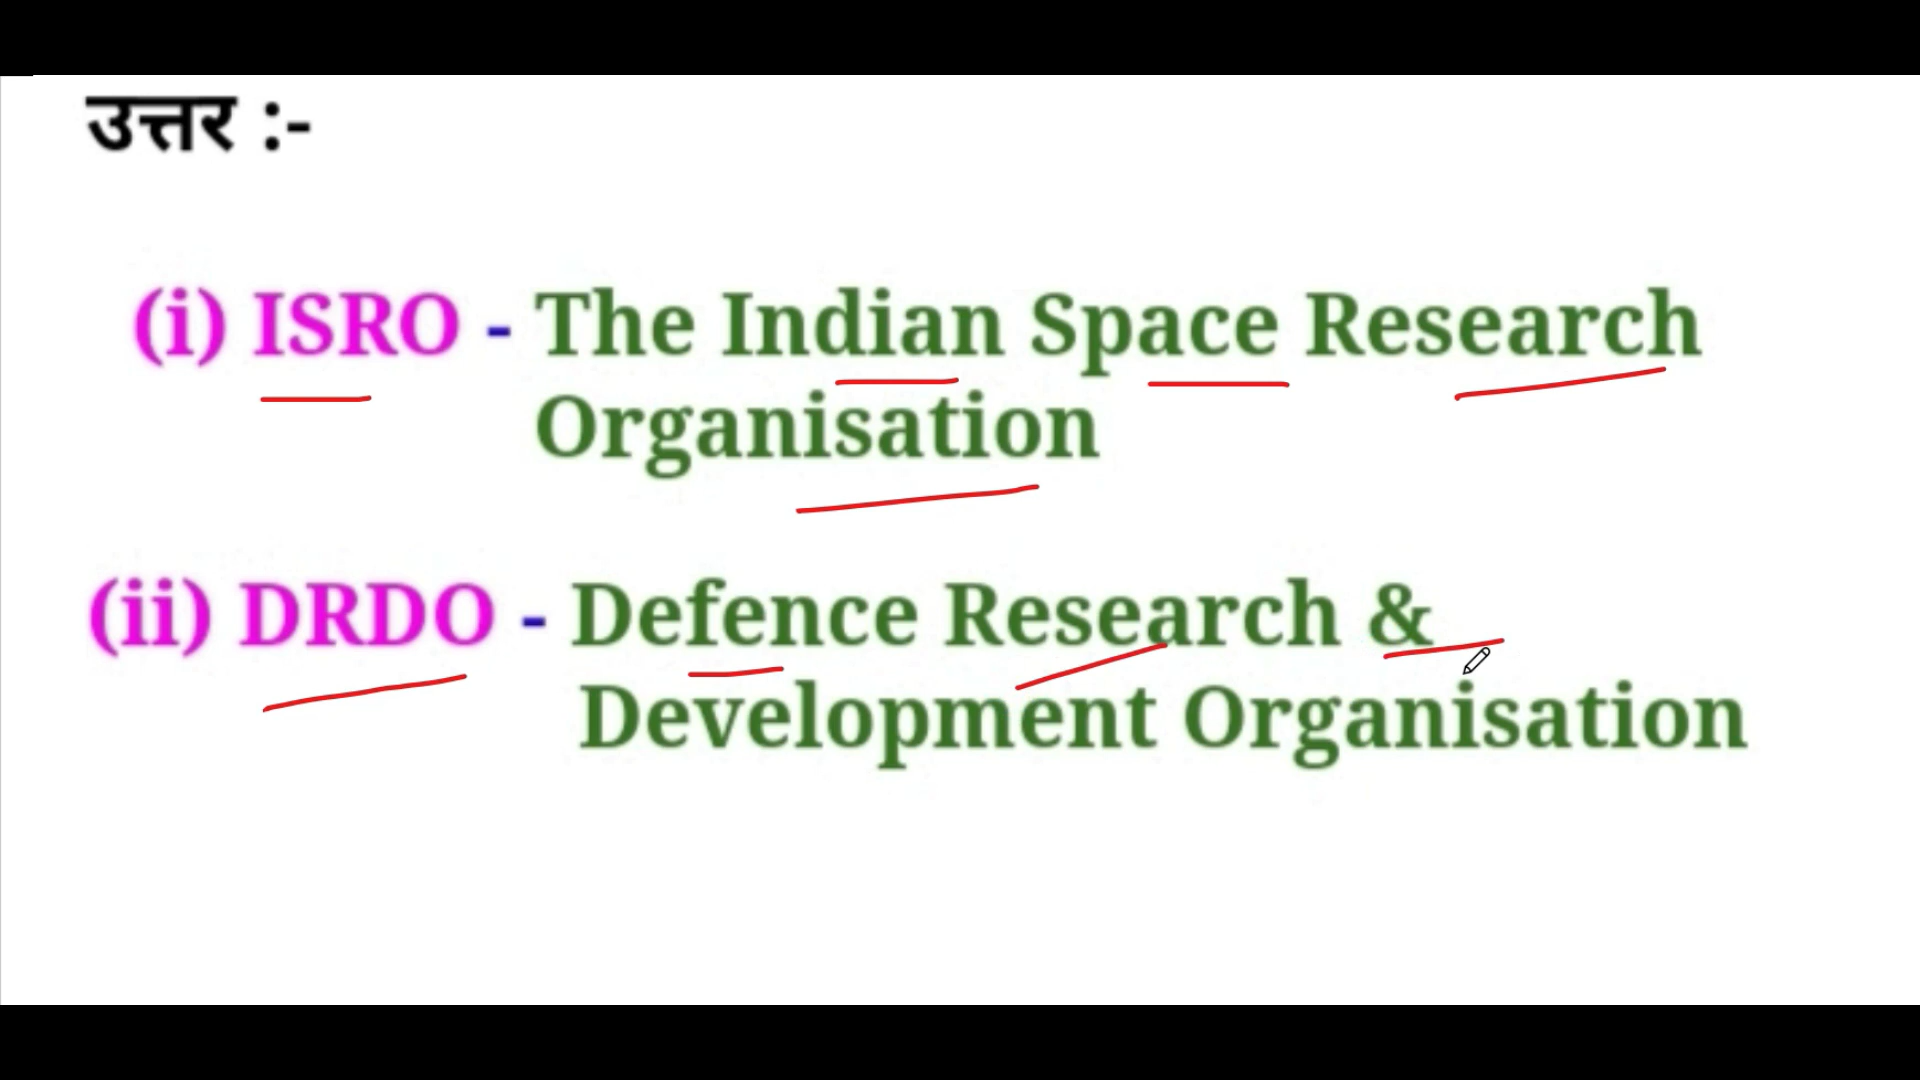 उत्तर :-
(i) ISRO - The Indian Space Research
Organisation
(ii) DRDO - Defence Research &
Development Organisation